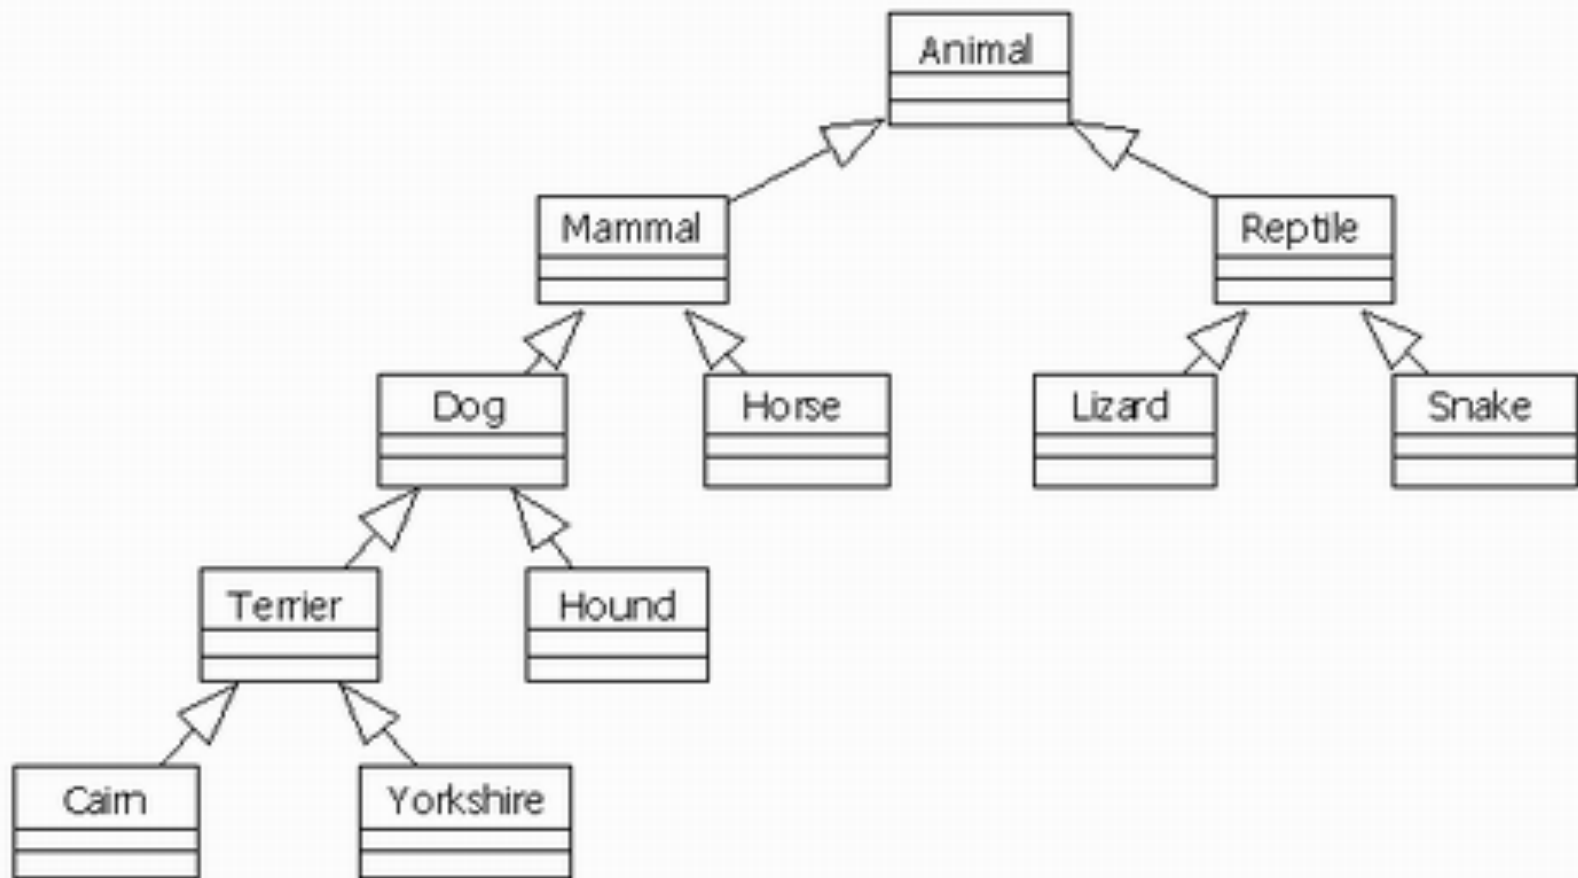 Animal
Mammal
Reptile
Dog
Horse
Lizard
Snake
Terrier
Hound
Cairn
Yorkshire